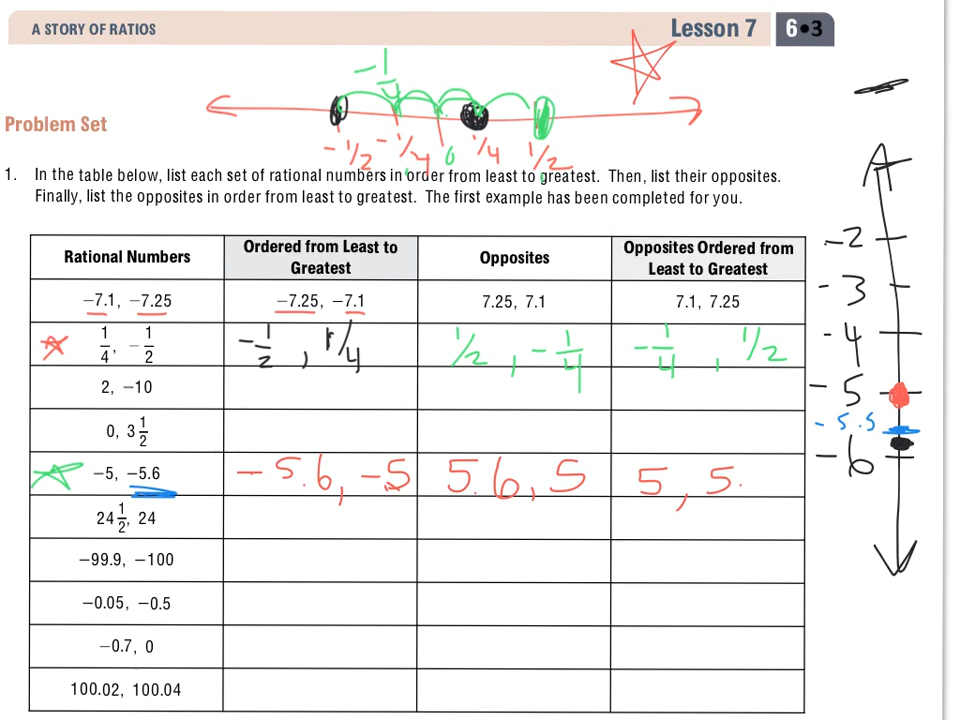 A STORY OF RATIOS
Lesson 7
6•3
-1/4
Problem Set
-1/2 -1/4 0 1/4 1/2
1. In the table below, list each set of rational numbers in order from least to greatest. Then, list their opposites.
Finally, list the opposites in order from least to greatest. The first example has been completed for you.
Rational Numbers | Ordered from Least to Greatest | Opposites | Opposites Ordered from Least to Greatest
−7.1, −7.25 | −7.25, −7.1 | 7.25, 7.1 | 7.1, 7.25
1/4, −1/2 | -1/2, 1/4 | 1/2, -1/4 | -1/4, 1/2
2, −10
0, 3 1/2
−5, −5.6 | -5.6, -5 | 5.6, 5 | 5, 5.
24 1/2, 24
−99.9, −100
−0.05, −0.5
−0.7, 0
100.02, 100.04
-2
-3
-4
-5
-5.5
-6